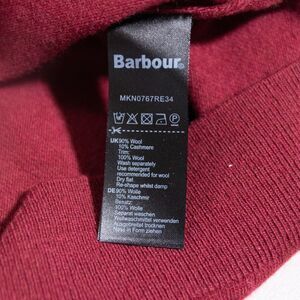 Barbour®
MKN0767RE34
UK 90% Wool
10% Cashmere
Trim:
100% Wool
Wash separately
Use detergent
recommended for wool
Dry flat
Re-shape whilst damp
DE 90% Wolle
10% Kaschmir
Besatz:
100% Wolle
Separat waschen
Wollwaschmittel verwenden
Ausgebreitet trocknen
Nass in Form ziehen